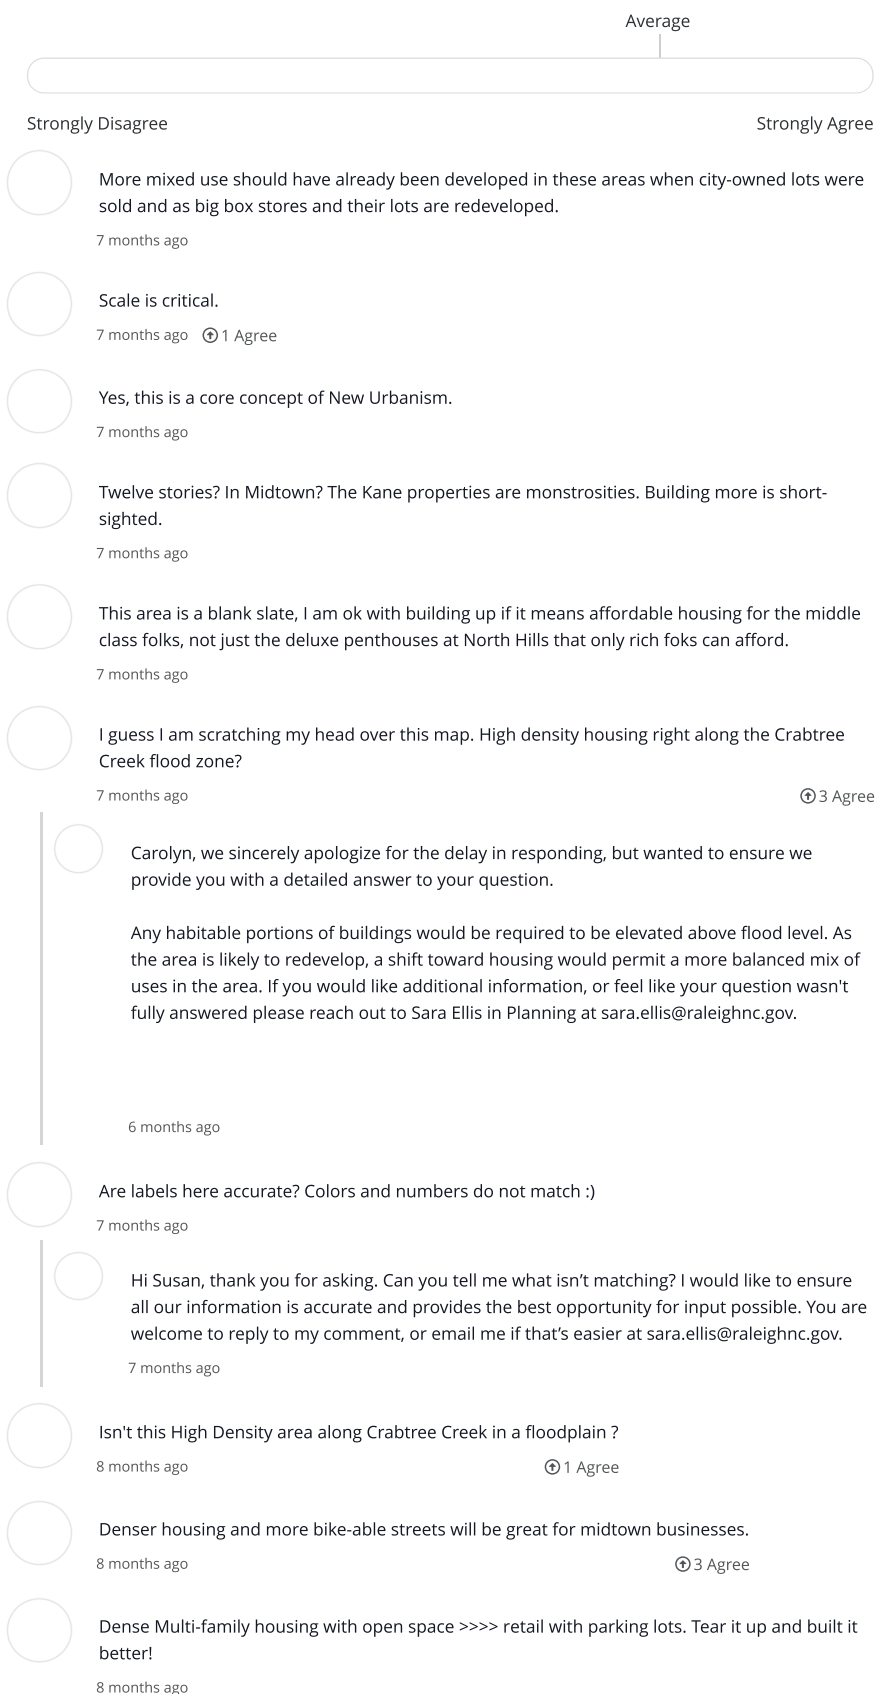 Average
Strongly Disagree
Strongly Agree
More mixed use should have already been developed in these areas when city-owned lots were
sold and as big box stores and their lots are redeveloped.
7 months ago
Scale is critical.
7 months ago 1 Agree
Yes, this is a core concept of New Urbanism.
7 months ago
Twelve stories? In Midtown? The Kane properties are monstrosities. Building more is short-
sighted.
7 months ago
This area is a blank slate, I am ok with building up if it means affordable housing for the middle
class folks, not just the deluxe penthouses at North Hills that only rich foks can afford.
7 months ago
I guess I am scratching my head over this map. High density housing right along the Crabtree
Creek flood zone?
7 months ago 3 Agree
Carolyn, we sincerely apologize for the delay in responding, but wanted to ensure we
provide you with a detailed answer to your question.
Any habitable portions of buildings would be required to be elevated above flood level. As
the area is likely to redevelop, a shift toward housing would permit a more balanced mix of
uses in the area. If you would like additional information, or feel like your question wasn't
fully answered please reach out to Sara Ellis in Planning at sara.ellis@raleighnc.gov.
6 months ago
Are labels here accurate? Colors and numbers do not match :)
7 months ago
Hi Susan, thank you for asking. Can you tell me what isn’t matching? I would like to ensure
all our information is accurate and provides the best opportunity for input possible. You are
welcome to reply to my comment, or email me if that’s easier at sara.ellis@raleighnc.gov.
7 months ago
Isn't this High Density area along Crabtree Creek in a floodplain ?
8 months ago 1 Agree
Denser housing and more bike-able streets will be great for midtown businesses.
8 months ago 3 Agree
Dense Multi-family housing with open space >>>> retail with parking lots. Tear it up and built it
better!
8 months ago